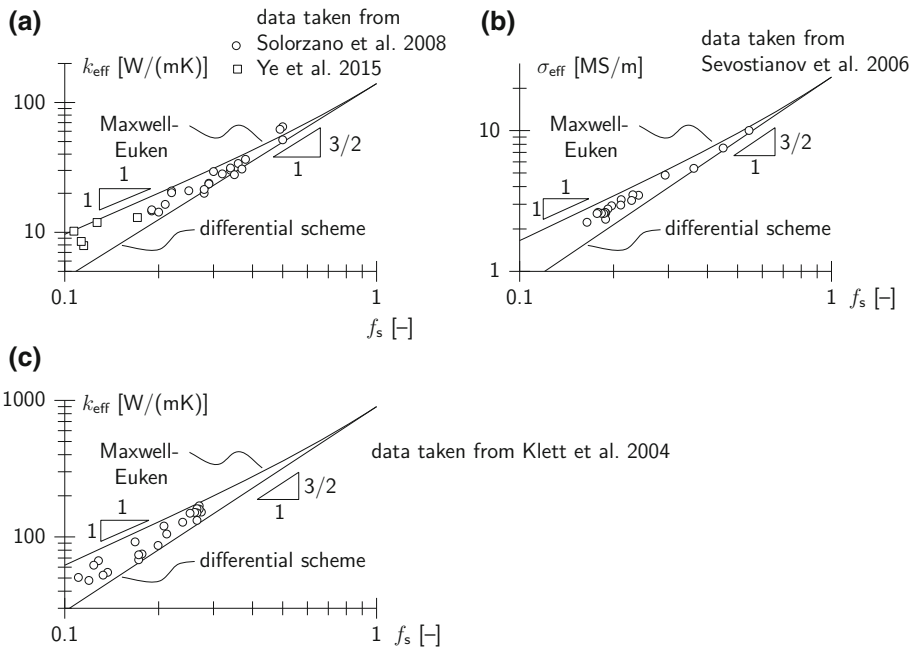 (a)
data taken from
Solorzano et al. 2008
Ye et al. 2015
k_eff [W/(mK)]
100
10
Maxwell-
Euken
1
1
3/2
1
differential scheme
0.1
1
f_s [–]
(b)
data taken from
Sevostianov et al. 2006
σ_eff [MS/m]
10
1
Maxwell-
Euken
1
1
3/2
1
differential scheme
0.1
1
f_s [–]
(c)
k_eff [W/(mK)]
1000
100
Maxwell-
Euken
data taken from Klett et al. 2004
1
1
3/2
1
differential scheme
0.1
1
f_s [–]